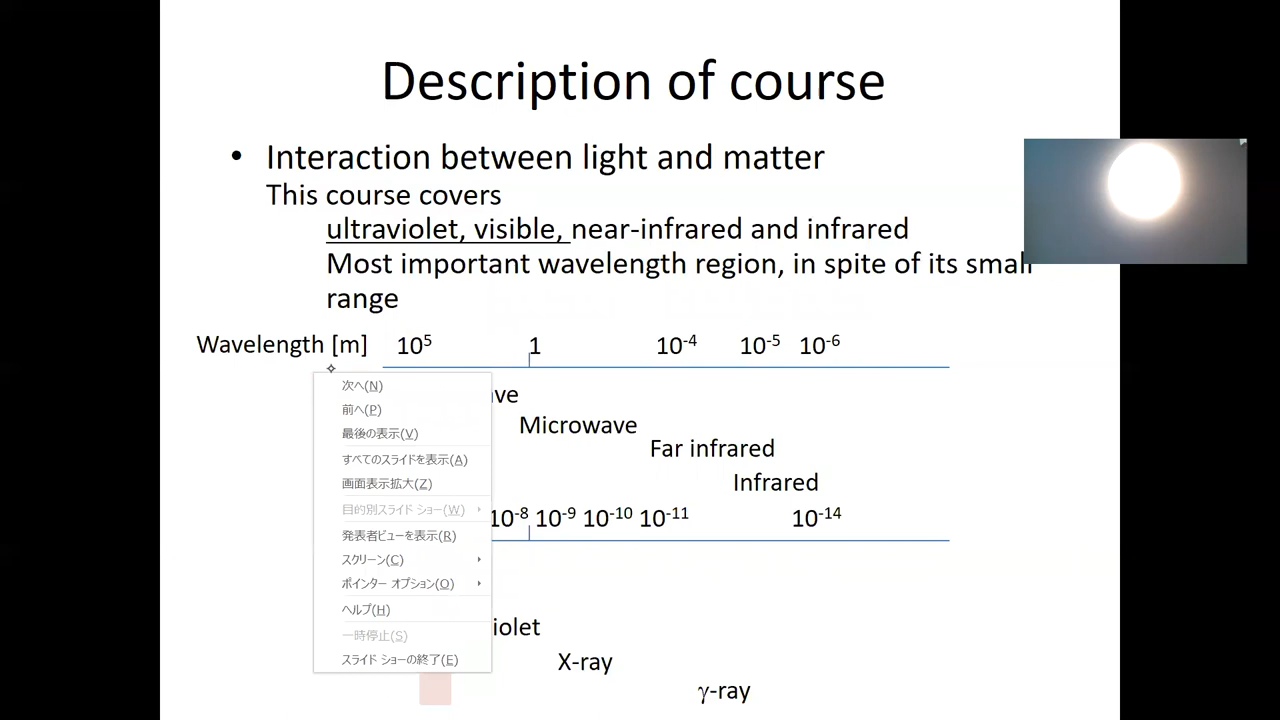 Description of course
• Interaction between light and matter
This course covers
ultraviolet, visible, near-infrared and infrared
Most important wavelength region, in spite of its small
range
Wavelength [m] 10⁵ 1 10⁻⁴ 10⁻⁵ 10⁻⁶
ave
Microwave
Far infrared
Infrared
10⁻⁸ 10⁻⁹ 10⁻¹⁰ 10⁻¹¹ 10⁻¹⁴
iolet
X-ray
γ-ray
次へ(N)
前へ(P)
最後の表示(V)
すべてのスライドを表示(A)
画面表示拡大(Z)
目的別スライド ショー(W)
発表者ビューを表示(R)
スクリーン(C)
ポインター オプション(O)
ヘルプ(H)
一時停止(S)
スライド ショーの終了(E)